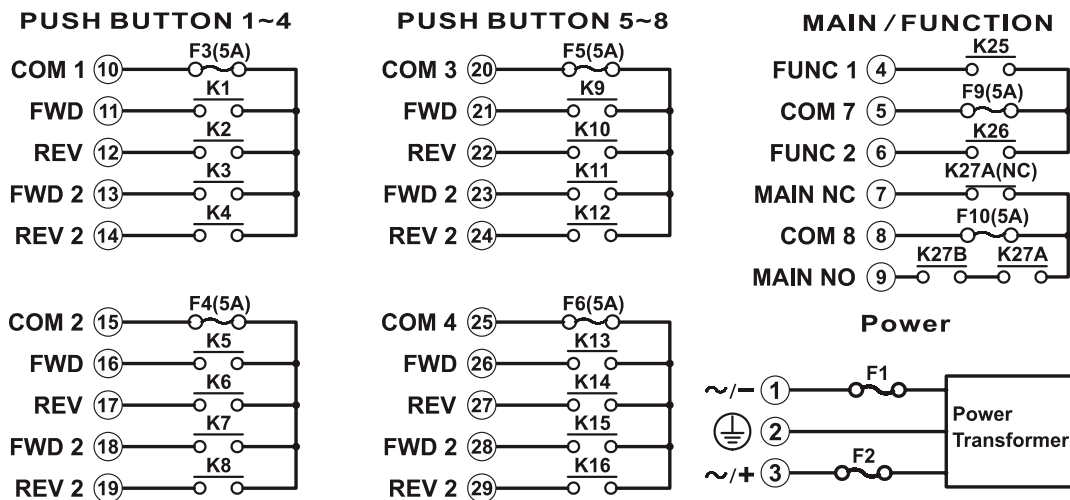 PUSH BUTTON 1~4
F3(5A)
COM 1 10
K1
FWD 11
K2
REV 12
K3
FWD 2 13
K4
REV 2 14
F4(5A)
COM 2 15
K5
FWD 16
K6
REV 17
K7
FWD 2 18
K8
REV 2 19
PUSH BUTTON 5~8
F5(5A)
COM 3 20
K9
FWD 21
K10
REV 22
K11
FWD 2 23
K12
REV 2 24
F6(5A)
COM 4 25
K13
FWD 26
K14
REV 27
K15
FWD 2 28
K16
REV 2 29
MAIN / FUNCTION
K25
FUNC 1 4
F9(5A)
COM 7 5
K26
FUNC 2 6
K27A(NC)
MAIN NC 7
F10(5A)
COM 8 8
K27B K27A
MAIN NO 9
Power
F1
~/− 1
2
F2
~/+ 3
Power
Transformer